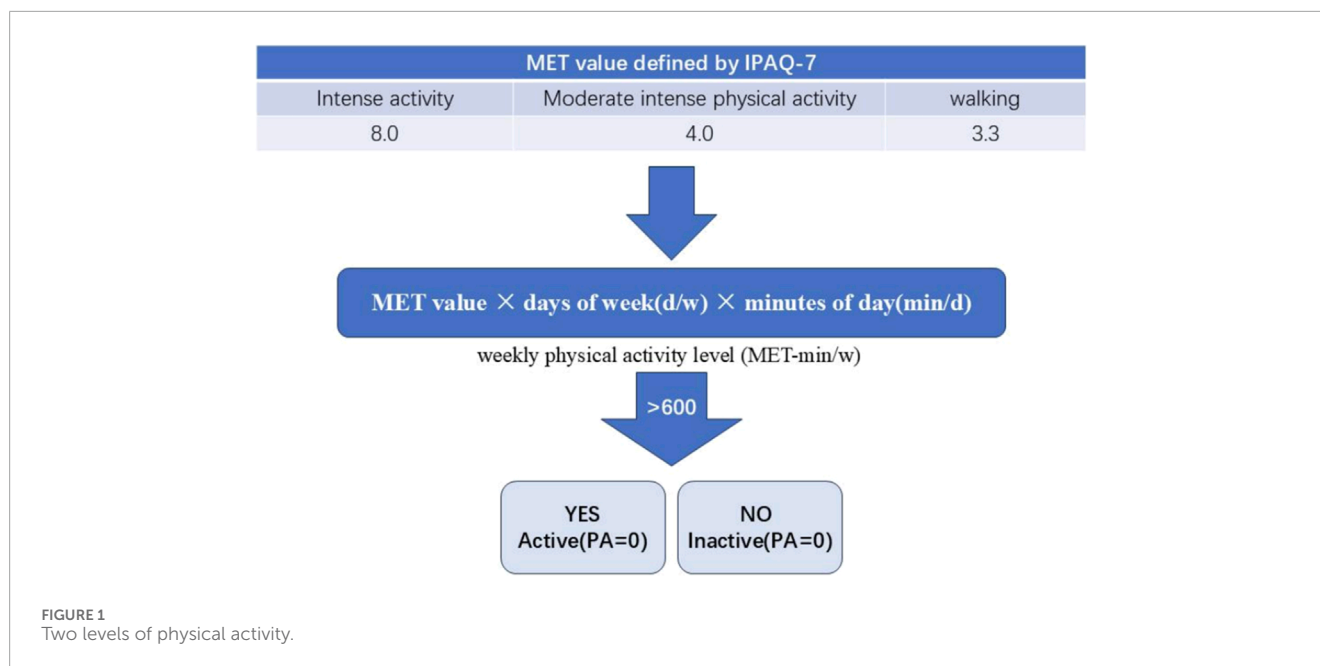 MET value defined by IPAQ-7
Intense activity Moderate intense physical activity walking
8.0 4.0 3.3
MET value × days of week(d/w) × minutes of day(min/d)
weekly physical activity level (MET-min/w)
>600
YES
Active(PA=0)
NO
Inactive(PA=0)
FIGURE 1
Two levels of physical activity.